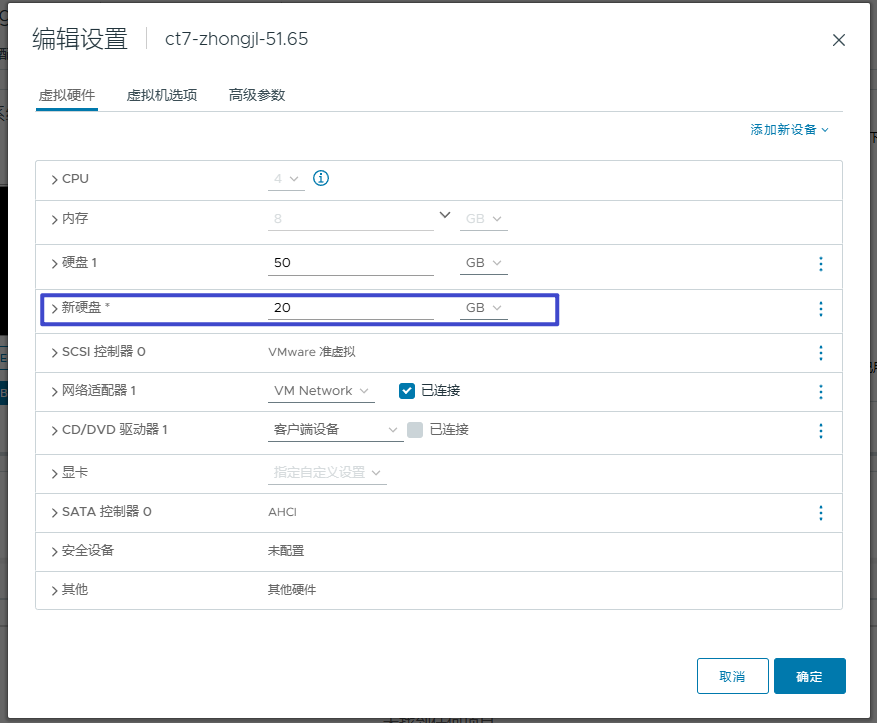 编辑设置 ct7-zhongjl-51.65
虚拟硬件 虚拟机选项 高级参数
添加新设备
CPU 4
内存 8 GB
硬盘 1 50 GB
新硬盘 * 20 GB
SCSI 控制器 0 VMware 准虚拟
网络适配器 1 VM Network 已连接
CD/DVD 驱动器 1 客户端设备 已连接
显卡 指定自定义设置
SATA 控制器 0 AHCI
安全设备 未配置
其他 其他硬件
取消 确定